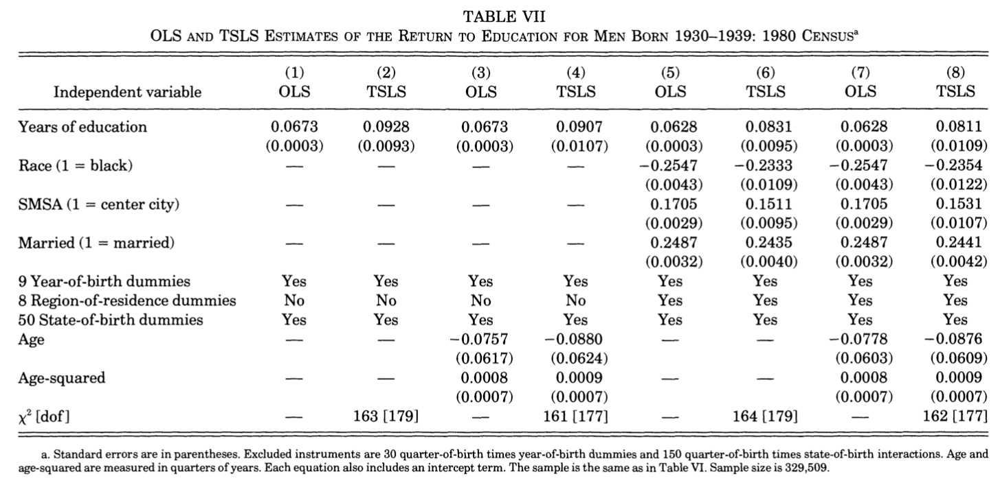 TABLE VII
OLS AND TSLS ESTIMATES OF THE RETURN TO EDUCATION FOR MEN BORN 1930–1939: 1980 CENSUSᵃ
(1) (2) (3) (4) (5) (6) (7) (8)
Independent variable OLS TSLS OLS TSLS OLS TSLS OLS TSLS
Years of education 0.0673 0.0928 0.0673 0.0907 0.0628 0.0831 0.0628 0.0811
(0.0003) (0.0093) (0.0003) (0.0107) (0.0003) (0.0095) (0.0003) (0.0109)
Race (1 = black) — — — — −0.2547 −0.2333 −0.2547 −0.2354
(0.0043) (0.0109) (0.0043) (0.0122)
SMSA (1 = center city) — — — — 0.1705 0.1511 0.1705 0.1531
(0.0029) (0.0095) (0.0029) (0.0107)
Married (1 = married) — — — — 0.2487 0.2435 0.2487 0.2441
(0.0032) (0.0040) (0.0032) (0.0042)
9 Year-of-birth dummies Yes Yes Yes Yes Yes Yes Yes Yes
8 Region-of-residence dummies No No No No Yes Yes Yes Yes
50 State-of-birth dummies Yes Yes Yes Yes Yes Yes Yes Yes
Age — — −0.0757 −0.0880 — — −0.0778 −0.0876
(0.0617) (0.0624) (0.0603) (0.0609)
Age-squared — — 0.0008 0.0009 — — 0.0008 0.0009
(0.0007) (0.0007) (0.0007) (0.0007)
χ² [dof] — 163 [179] — 161 [177] — 164 [179] — 162 [177]
a. Standard errors are in parentheses. Excluded instruments are 30 quarter-of-birth times year-of-birth dummies and 150 quarter-of-birth times state-of-birth interactions. Age and
age-squared are measured in quarters of years. Each equation also includes an intercept term. The sample is the same as in Table VI. Sample size is 329,509.